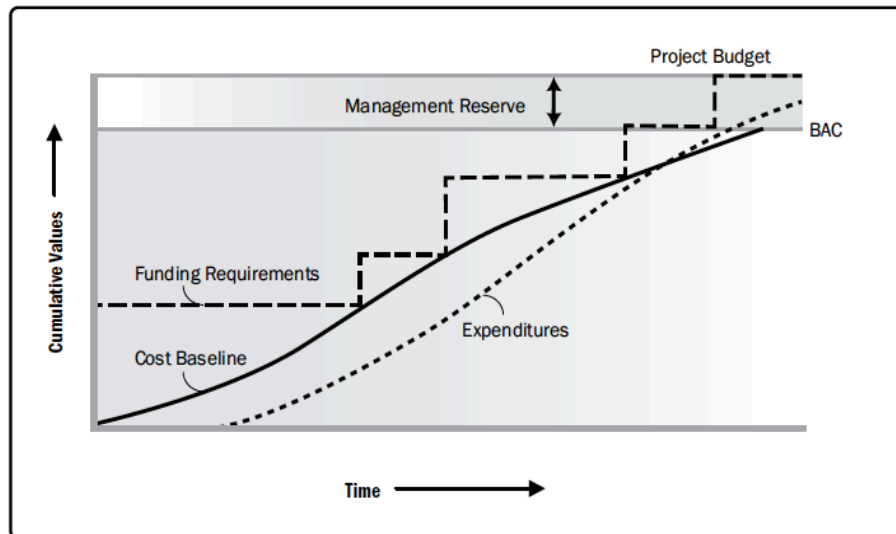 Project Budget
Management Reserve
BAC
Cumulative Values
Funding Requirements
Expenditures
Cost Baseline
Time